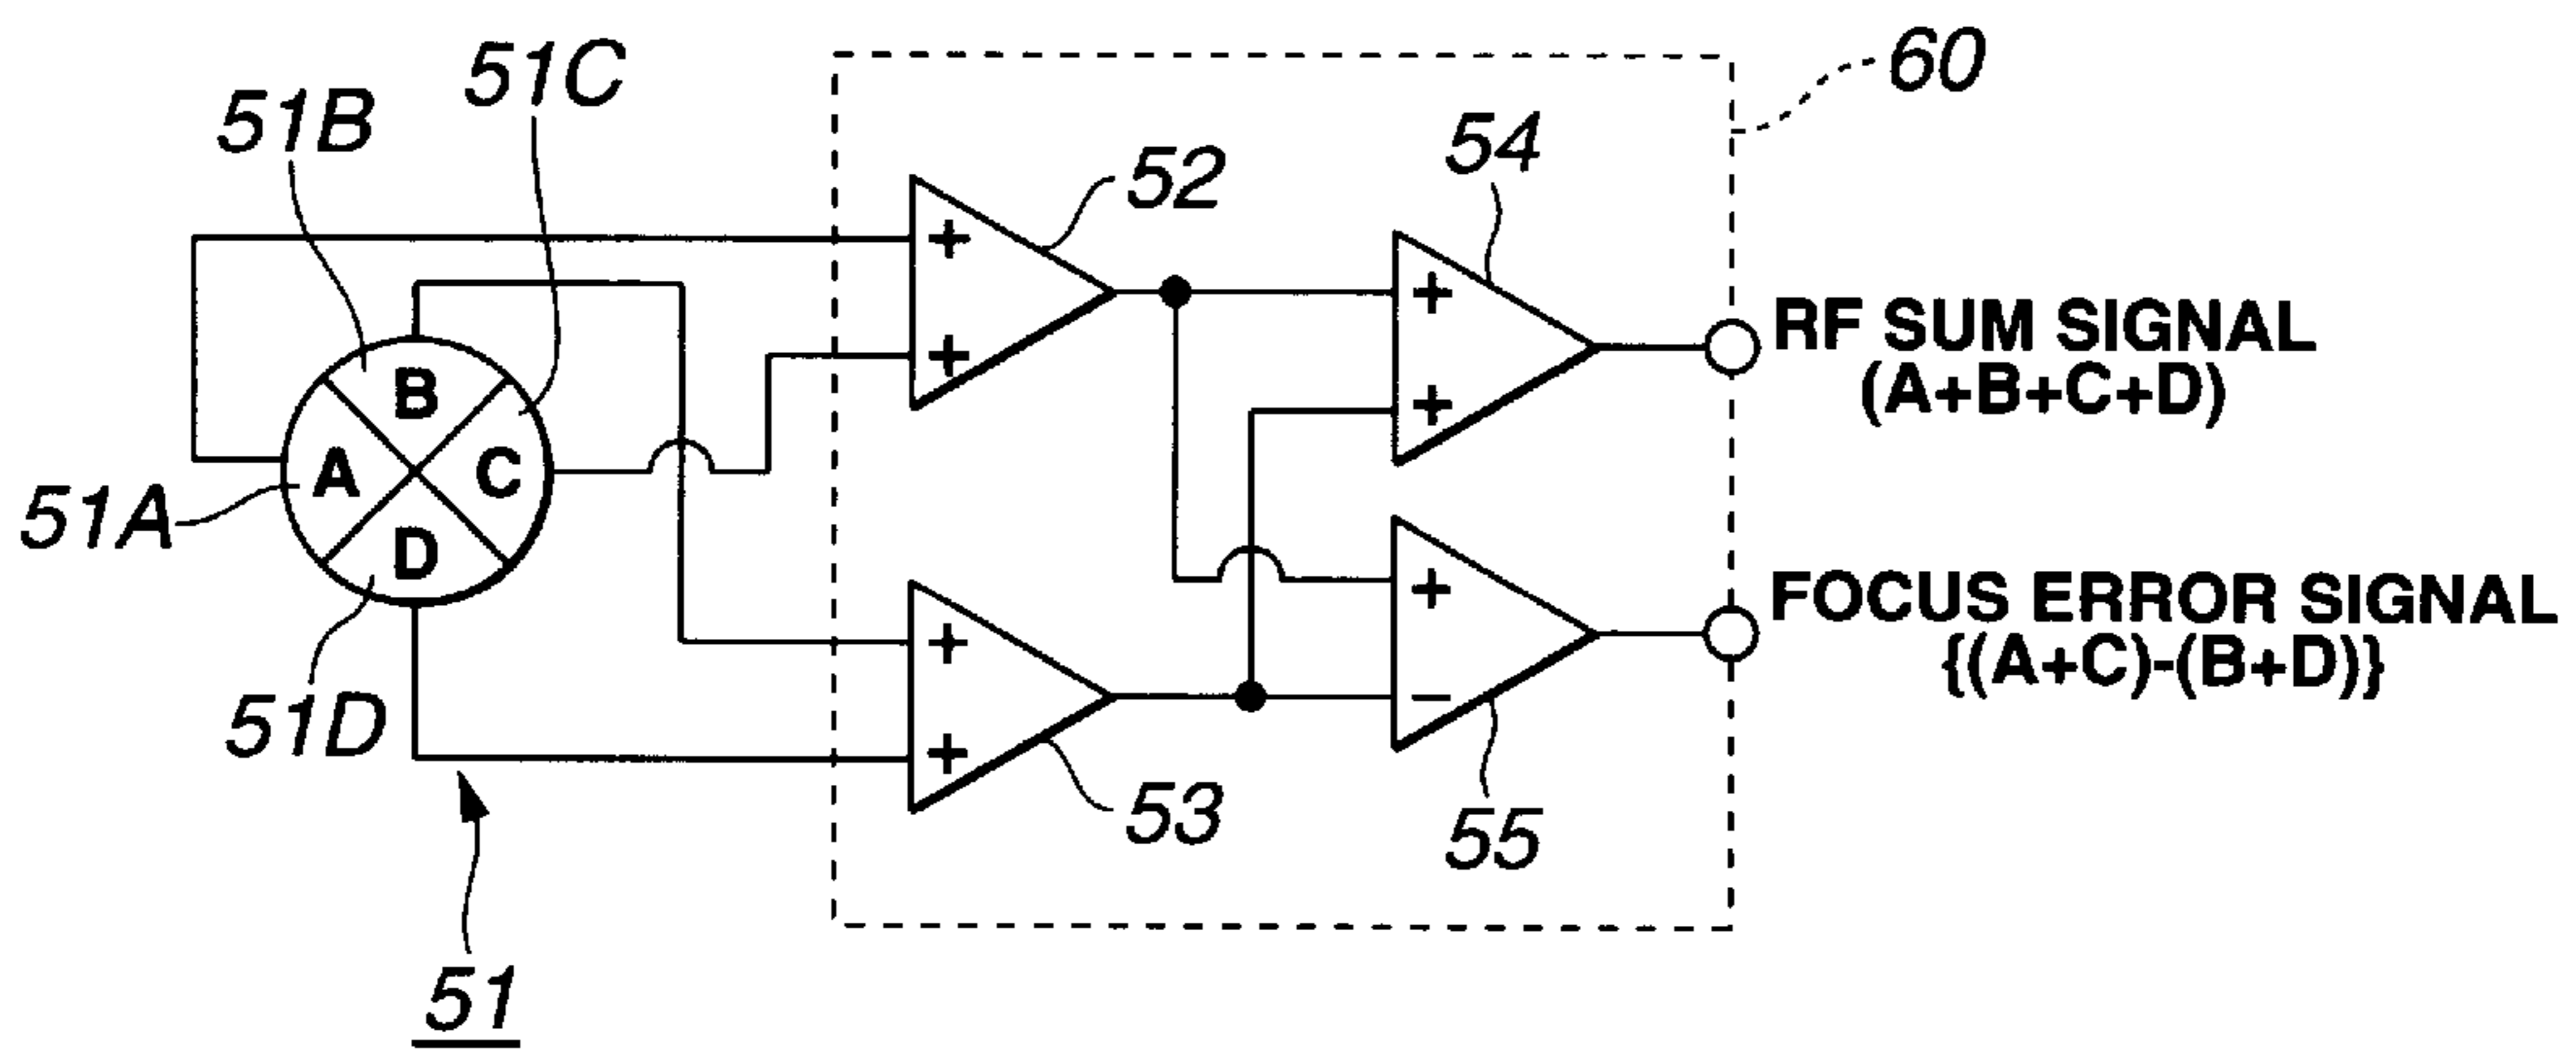 51C
60
51B
54
52
+
+
+
RF SUM SIGNAL
(A+B+C+D)
+
+
B
A
C
51A
D
+
FOCUS ERROR SIGNAL
{(A+C)-(B+D)}
+
−
51D
+
53
55
51